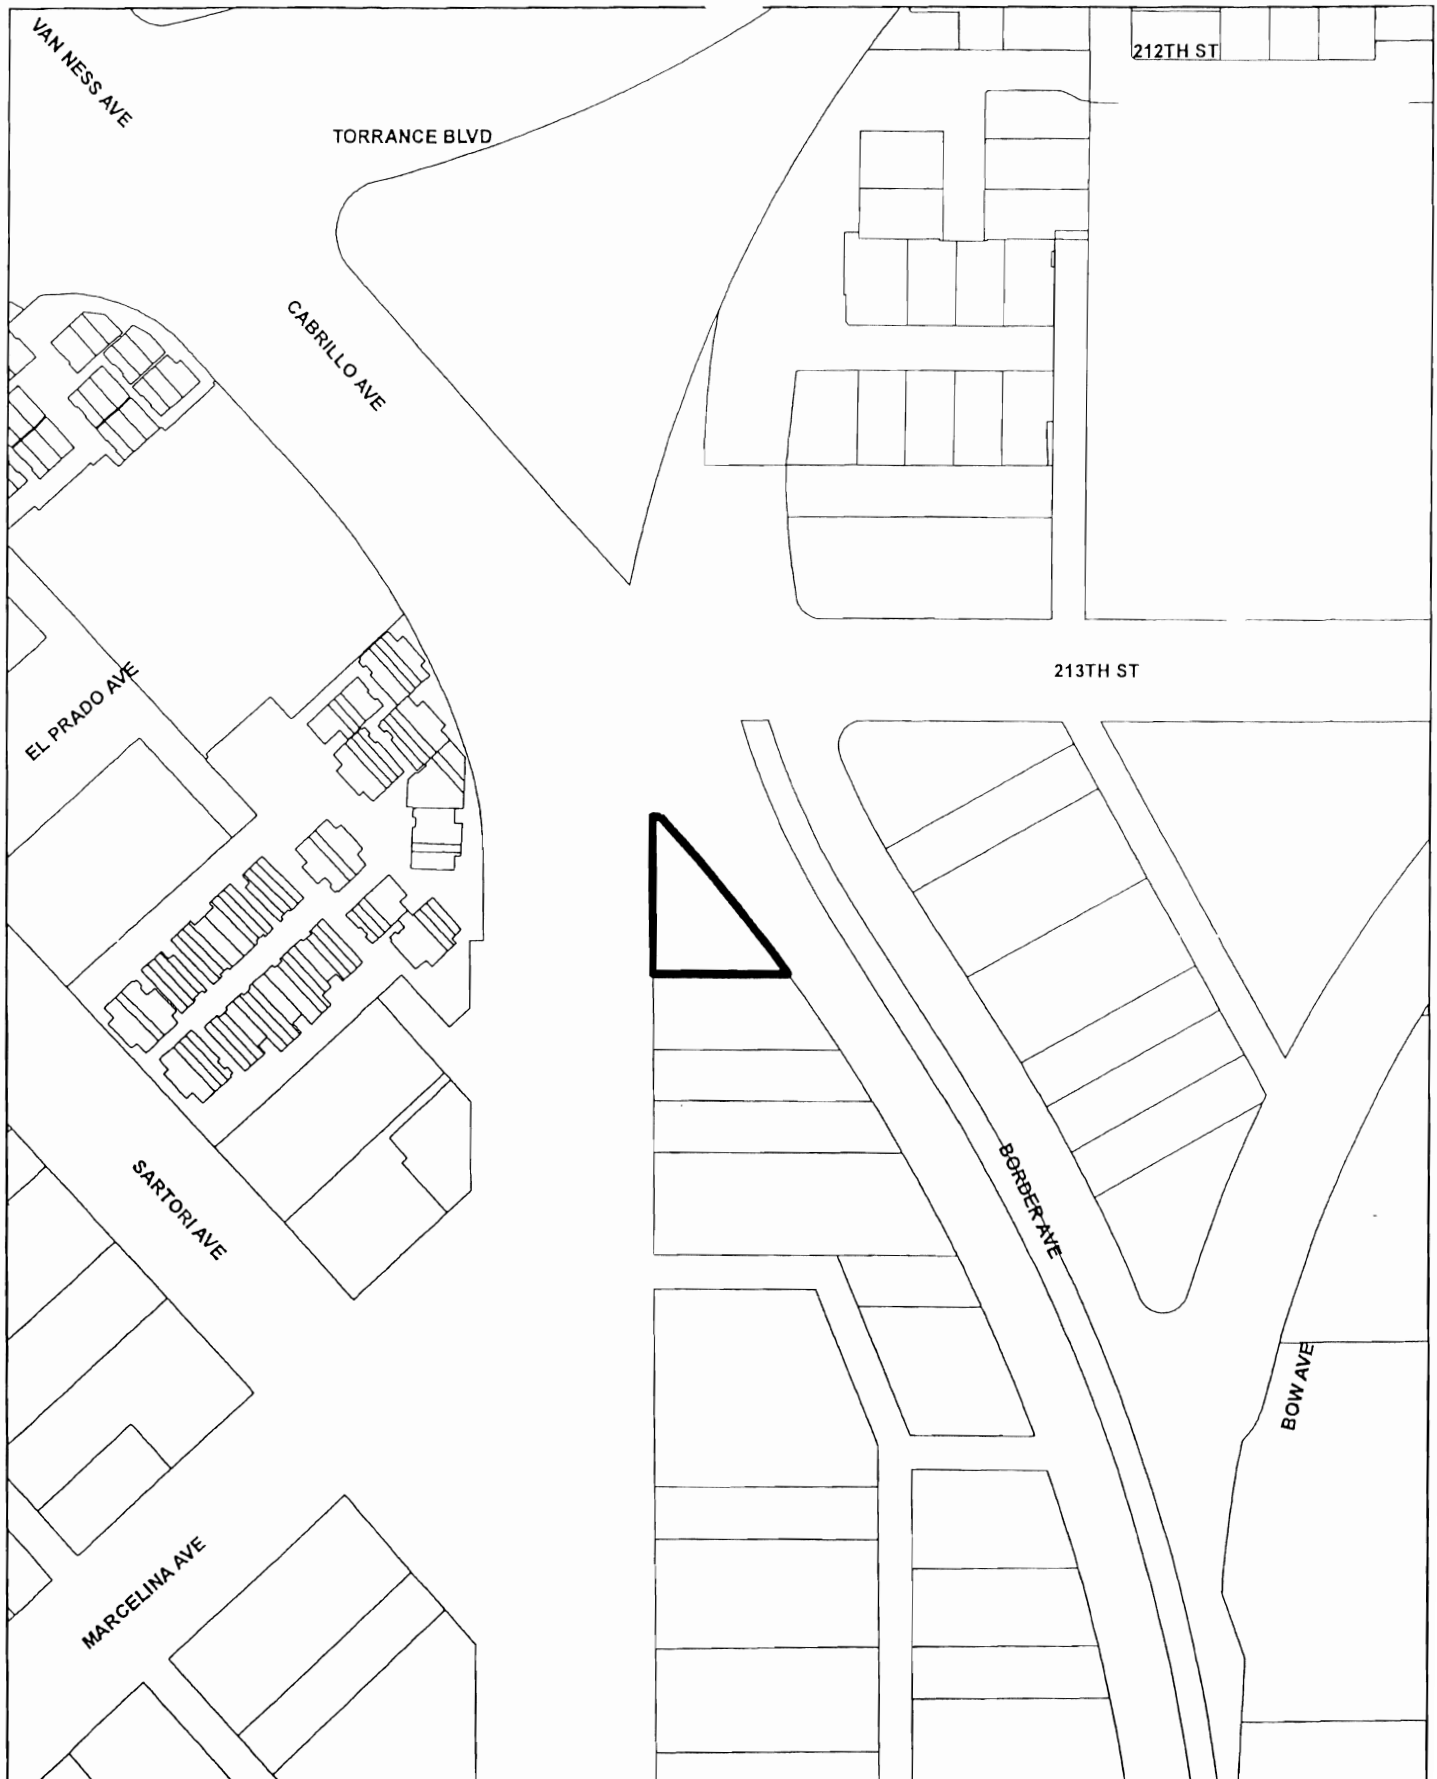 VAN NESS AVE
212TH ST
TORRANCE BLVD
CABRILLO AVE
213TH ST
EL PRADO AVE
BORDER AVE
SARTORI AVE
BOW AVE
MARCELINA AVE